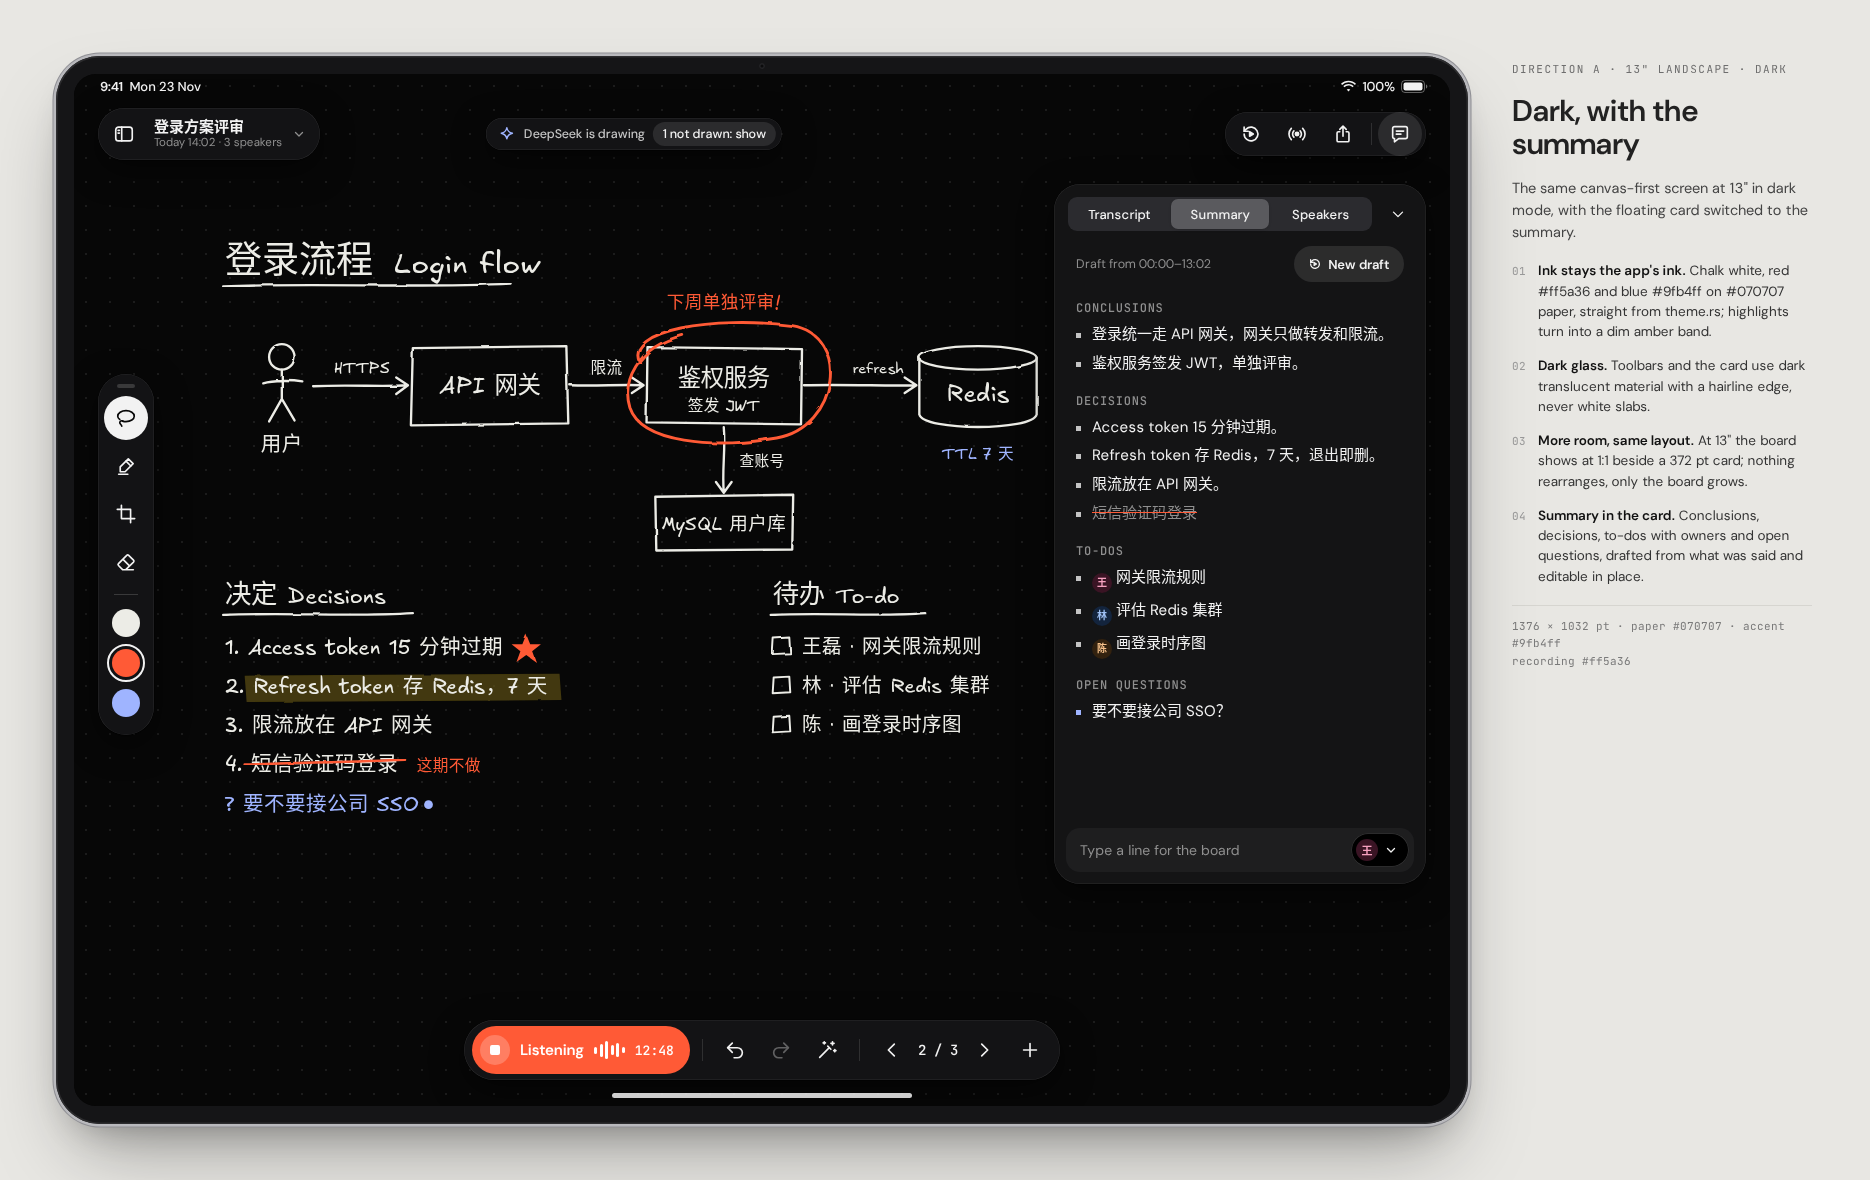 9:41 Mon 23 Nov
100%
登录方案评审
Today 14:02 · 3 speakers
DeepSeek is drawing
1 not drawn: show
登录流程 Login flow
下周单独评审!
用户
HTTPS
API 网关
限流
鉴权服务
签发 JWT
refresh
Redis
TTL 7 天
查账号
MySQL 用户库
决定 Decisions
1. Access token 15 分钟过期
2. Refresh token 存 Redis，7 天
3. 限流放在 API 网关
4. 短信验证码登录 这期不做
? 要不要接公司 SSO
待办 To-do
王磊 · 网关限流规则
林 · 评估 Redis 集群
陈 · 画登录时序图
Transcript
Summary
Speakers
Draft from 00:00–13:02
New draft
CONCLUSIONS
登录统一走 API 网关，网关只做转发和限流。
鉴权服务签发 JWT，单独评审。
DECISIONS
Access token 15 分钟过期。
Refresh token 存 Redis，7 天，退出即删。
限流放在 API 网关。
短信验证码登录
TO-DOS
王 网关限流规则
林 评估 Redis 集群
陈 画登录时序图
OPEN QUESTIONS
要不要接公司 SSO？
Type a line for the board
王
Listening 12:48
2 / 3
DIRECTION A · 13" LANDSCAPE · DARK
Dark, with the
summary
The same canvas-first screen at 13" in dark
mode, with the floating card switched to the
summary.
01 Ink stays the app's ink. Chalk white, red
#ff5a36 and blue #9fb4ff on #070707
paper, straight from theme.rs; highlights
turn into a dim amber band.
02 Dark glass. Toolbars and the card use dark
translucent material with a hairline edge,
never white slabs.
03 More room, same layout. At 13" the board
shows at 1:1 beside a 372 pt card; nothing
rearranges, only the board grows.
04 Summary in the card. Conclusions,
decisions, to-dos with owners and open
questions, drafted from what was said and
editable in place.
1376 × 1032 pt · paper #070707 · accent
#9fb4ff
recording #ff5a36